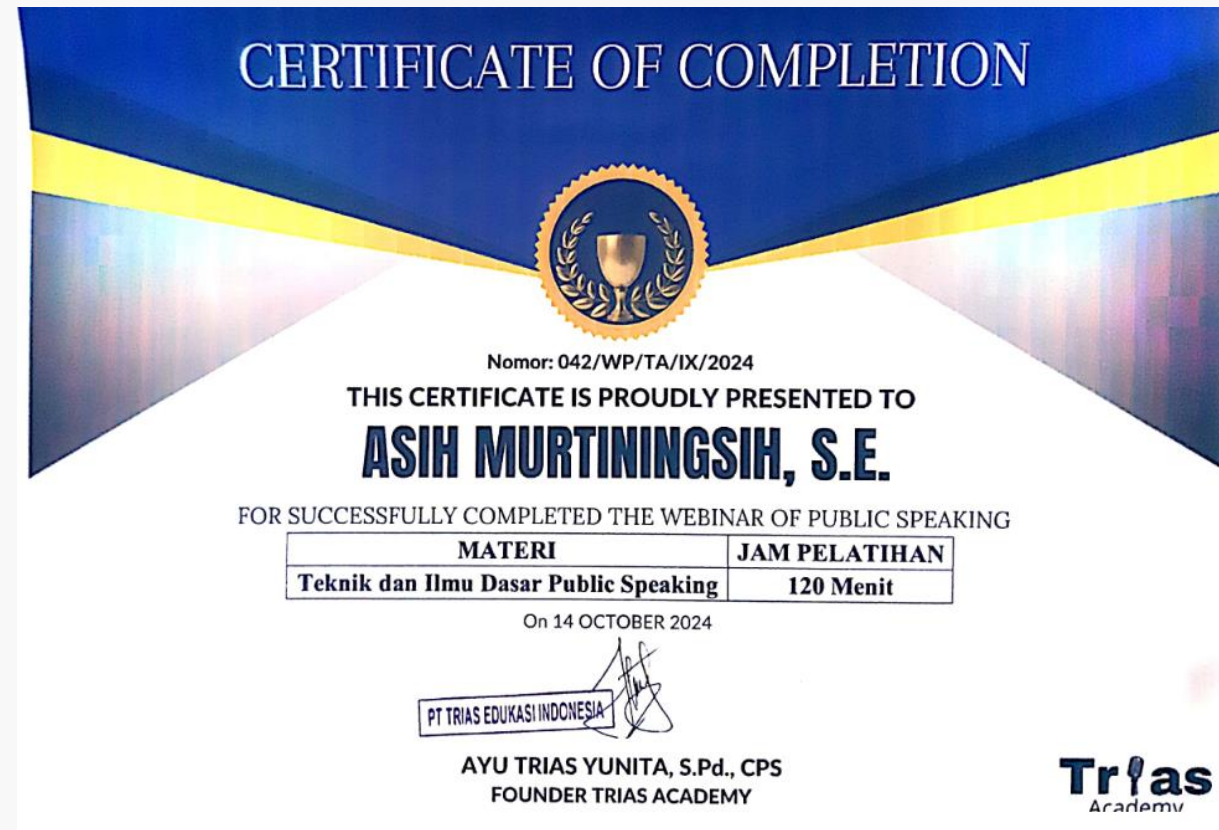 CERTIFICATE OF COMPLETION
Nomor: 042/WP/TA/IX/2024
THIS CERTIFICATE IS PROUDLY PRESENTED TO
ASIH MURTININGSIH, S.E.
FOR SUCCESSFULLY COMPLETED THE WEBINAR OF PUBLIC SPEAKING
MATERI JAM PELATIHAN
Teknik dan Ilmu Dasar Public Speaking 120 Menit
On 14 OCTOBER 2024
PT TRIAS EDUKASI INDONESIA
AYU TRIAS YUNITA, S.Pd., CPS
FOUNDER TRIAS ACADEMY
Trias
Academy